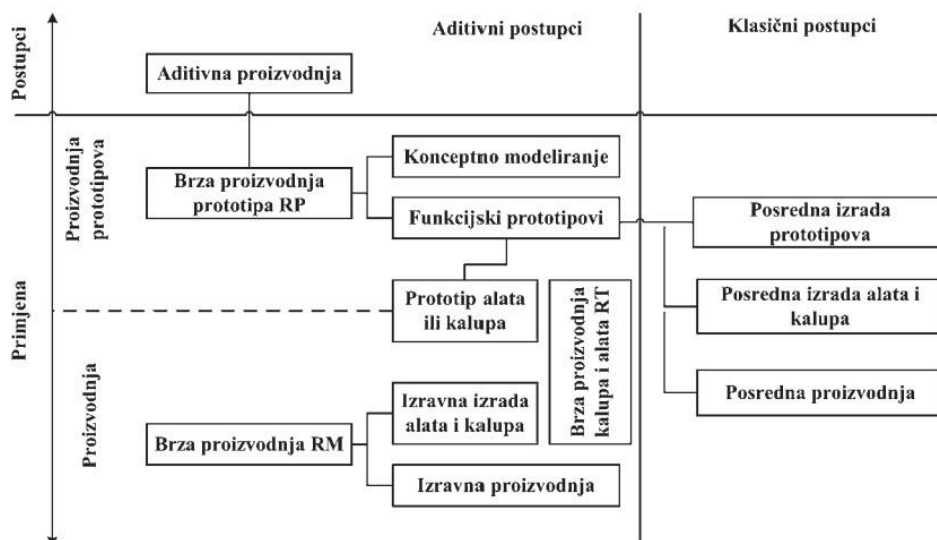 Postupci
Aditivni postupci
Klasični postupci
Aditivna proizvodnja
Primjena
Proizvodnja
prototipova
Brza proizvodnja
prototipa RP
Konceptno modeliranje
Funkcijski prototipovi
Posredna izrada
prototipova
Prototip alata
ili kalupa
Brza proizvodnja
kalupa i alata RT
Posredna izrada alata i
kalupa
Posredna proizvodnja
Proizvodnja
Brza proizvodnja RM
Izravna izrada
alata i kalupa
Izravna proizvodnja